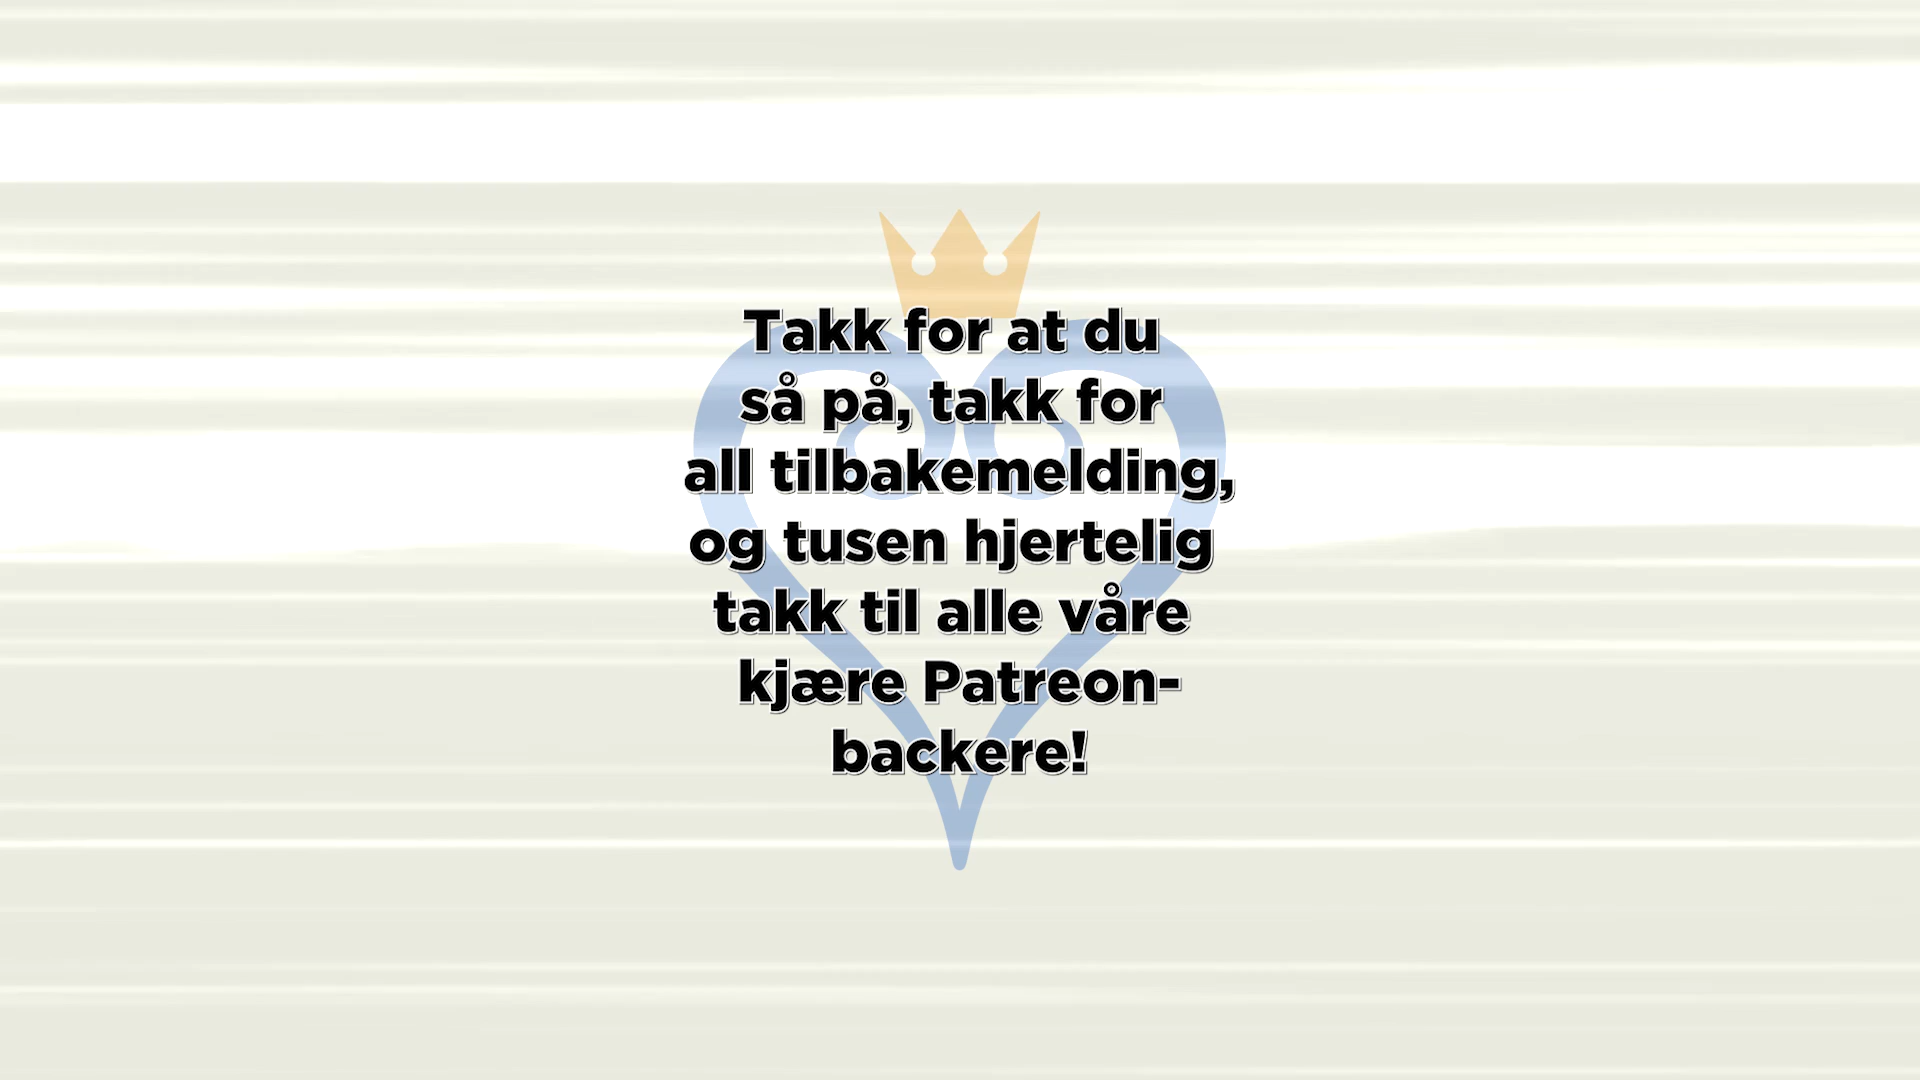 Takk for at du
så på, takk for
all tilbakemelding,
og tusen hjertelig
takk til alle våre
kjære Patreon-
backere!